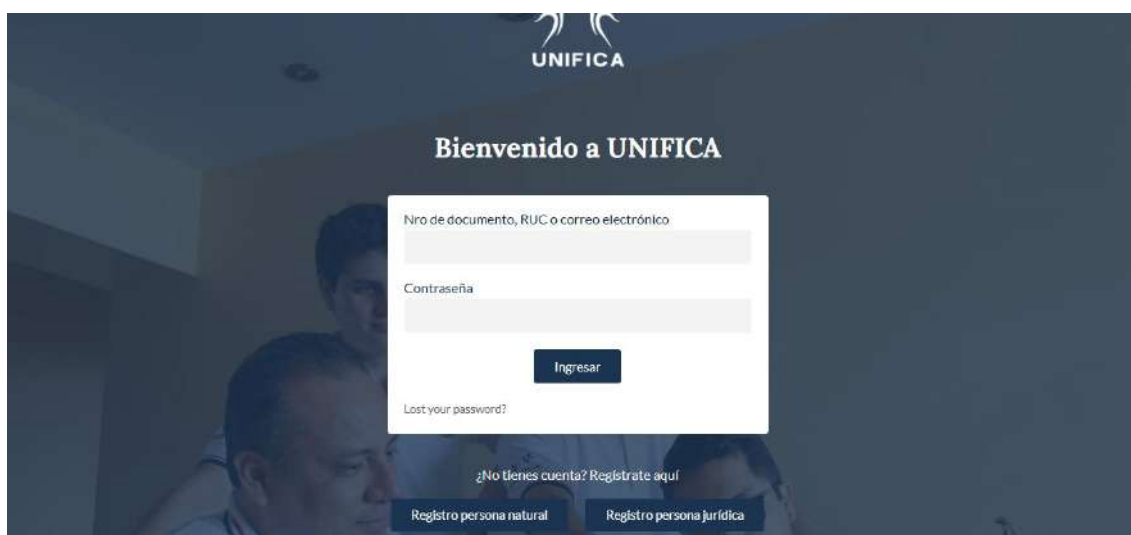 UNIFICA
Bienvenido a UNIFICA
Nro de documento, RUC o correo electrónico
Contraseña
Ingresar
Lost your password?
¿No tienes cuenta? Regístrate aquí
Registro persona natural Registro persona jurídica